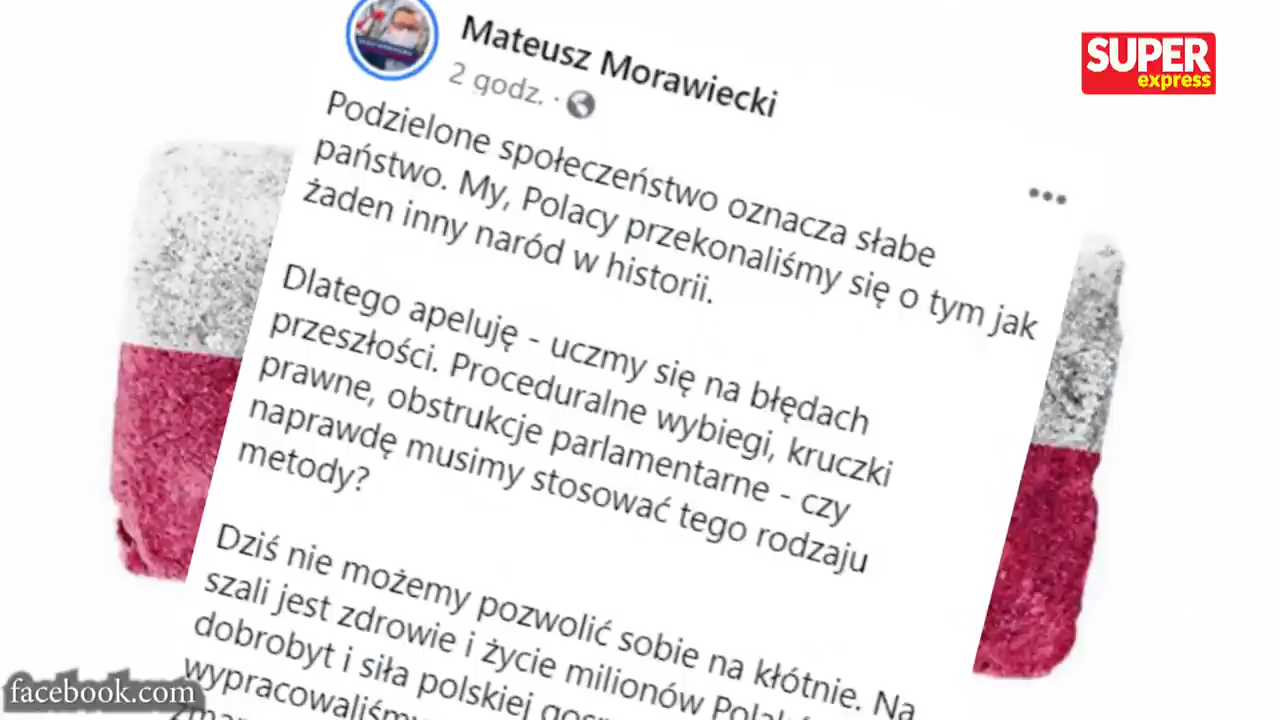 Mateusz Morawiecki
2 godz. ·
SUPER
express
Podzielone społeczeństwo oznacza słabe
państwo. My, Polacy przekonaliśmy się o tym jak
żaden inny naród w historii.
Dlatego apeluję - uczmy się na błędach
przeszłości. Proceduralne wybiegi, kruczki
prawne, obstrukcje parlamentarne - czy
naprawdę musimy stosować tego rodzaju
metody?
Dziś nie możemy pozwolić sobie na kłótnie. Na
szali jest zdrowie i życie milionów
dobrobyt i siła polskiej
wypracowaliśmy
facebook.com